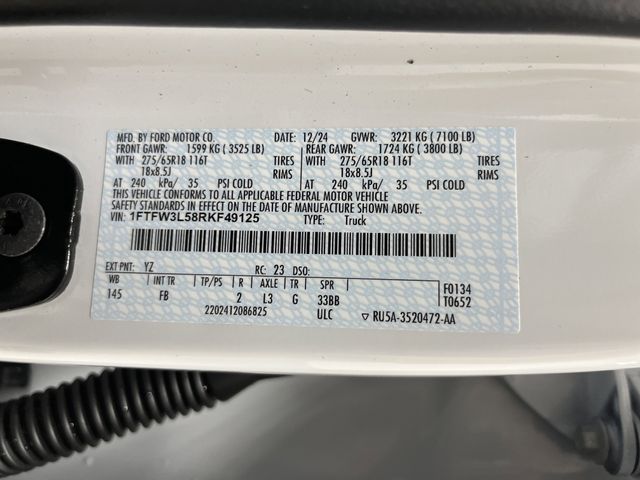 MFD. BY FORD MOTOR CO. DATE: 12/24 GVWR: 3221 KG ( 7100 LB)
FRONT GAWR: 1599 KG ( 3525 LB) REAR GAWR: 1724 KG ( 3800 LB)
WITH 275/65R18 116T TIRES WITH 275/65R18 116T TIRES
18x8.5J RIMS 18x8.5J RIMS
AT 240 kPa/ 35 PSI COLD AT 240 kPa/ 35 PSI COLD
THIS VEHICLE CONFORMS TO ALL APPLICABLE FEDERAL MOTOR VEHICLE
SAFETY STANDARDS IN EFFECT ON THE DATE OF MANUFACTURE SHOWN ABOVE.
VIN: 1FTFW3L58RKF49125 TYPE: Truck
EXT PNT: YZ RC: 23 DSO:
WB INT TR TP/PS R AXLE TR SPR F0134
145 FB 2 L3 G 33BB T0652
2202412086825 ULC ▽ RU5A-3520472-AA